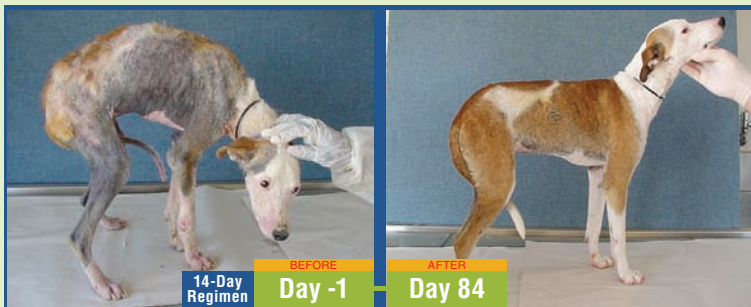 14-Day
Regimen
BEFORE
Day -1
AFTER
Day 84